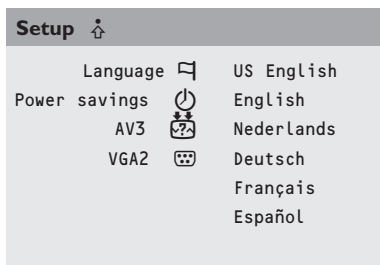 Setup
Language US English
Power savings English
AV3 Nederlands
VGA2 Deutsch
Français
Español